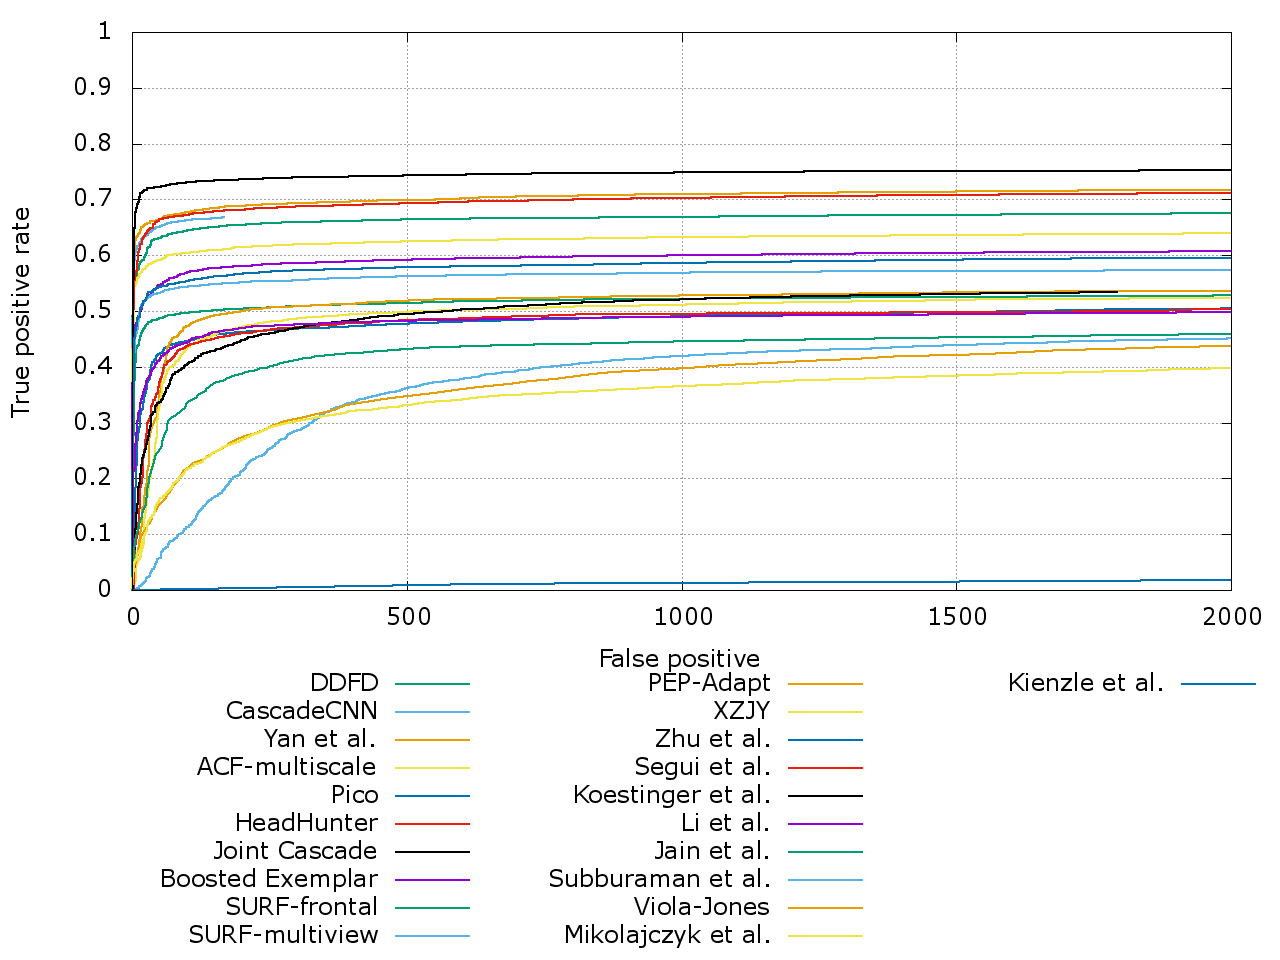 1
0.9
0.8
0.7
0.6
0.5
0.4
0.3
0.2
0.1
0
True positive rate
0 500 1000 1500 2000
False positive
DDFD PEP-Adapt Kienzle et al.
CascadeCNN XZJY
Yan et al. Zhu et al.
ACF-multiscale Segui et al.
Pico Koestinger et al.
HeadHunter Li et al.
Joint Cascade Jain et al.
Boosted Exemplar Subburaman et al.
SURF-frontal Viola-Jones
SURF-multiview Mikolajczyk et al.